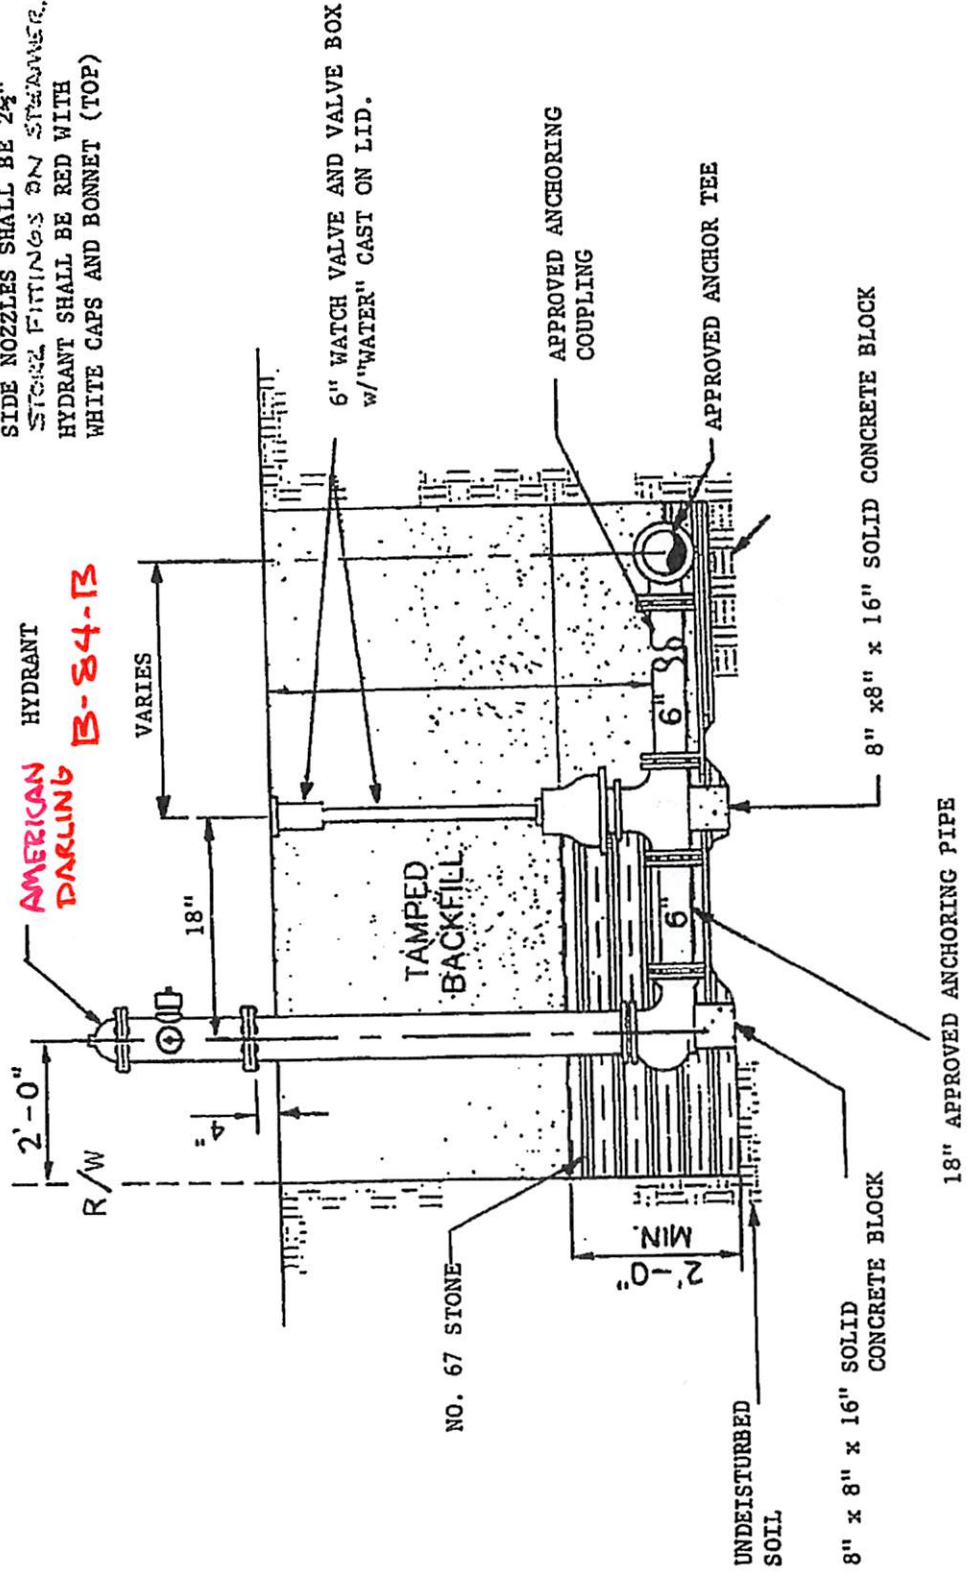 SIDE NOZZLES SHALL BE 2½"
STORZ FITTINGS ON STEAMER.
HYDRANT SHALL BE RED WITH
WHITE CAPS AND BONNET (TOP)
AMERICAN HYDRANT
DARLING B-84-B
2'-0"
R/W
18"
VARIES
4"
6" WATCH VALVE AND VALVE BOX
w/"WATER" CAST ON LID.
TAMPED
BACKFILL
APPROVED ANCHORING
COUPLING
APPROVED ANCHOR TEE
6"
6"
NO. 67 STONE
2'-0"
MIN.
UNDEISTURBED
SOIL
8" x 8" x 16" SOLID
CONCRETE BLOCK
18" APPROVED ANCHORING PIPE
8" x8" x 16" SOLID CONCRETE BLOCK